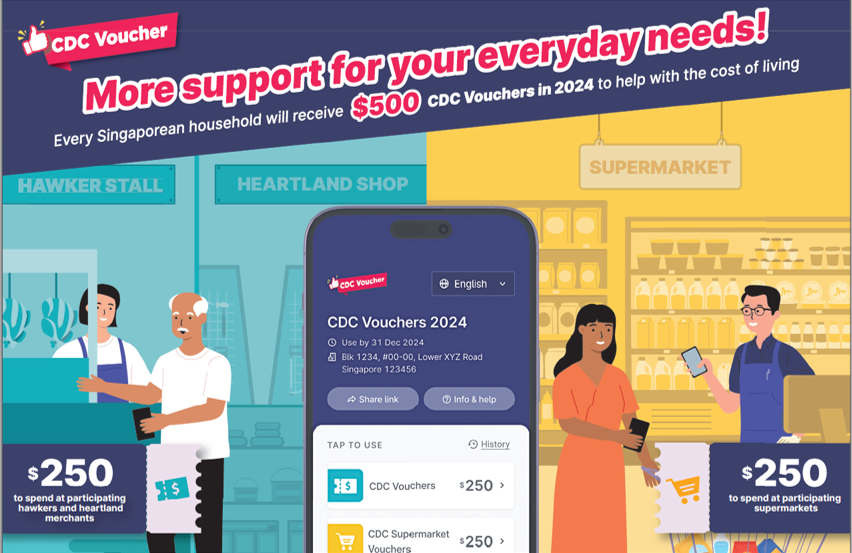 CDC Voucher
More support for your everyday needs!
Every Singaporean household will receive $500 CDC Vouchers in 2024 to help with the cost of living
HAWKER STALL
HEARTLAND SHOP
SUPERMARKET
CDC Voucher
English
CDC Vouchers 2024
Use by 31 Dec 2024
Blk 1234, #00-00, Lower XYZ Road
Singapore 123456
Share link
Info & help
TAP TO USE
History
CDC Vouchers
$250
CDC Supermarket
Vouchers
$250
$250
to spend at participating
hawkers and heartland
merchants
$
$250
to spend at participating
supermarkets